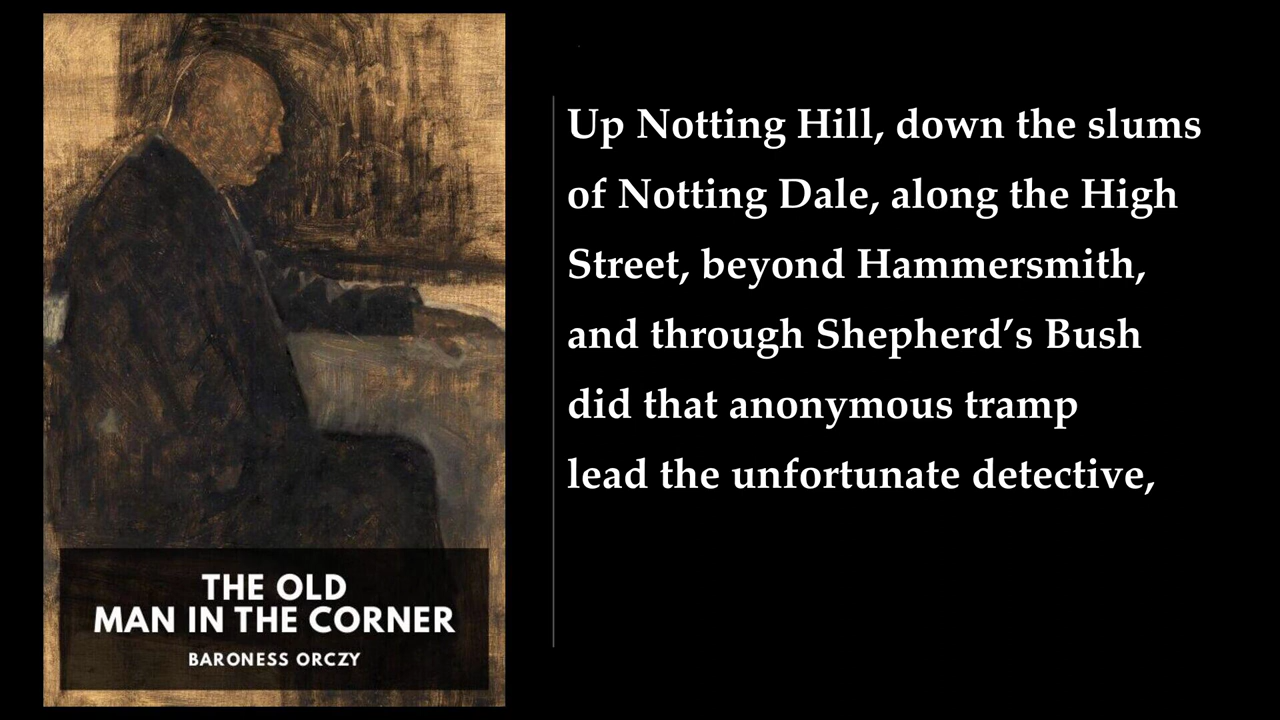 THE OLD
MAN IN THE CORNER
BARONESS ORCZY
Up Notting Hill, down the slums
of Notting Dale, along the High
Street, beyond Hammersmith,
and through Shepherd’s Bush
did that anonymous tramp
lead the unfortunate detective,